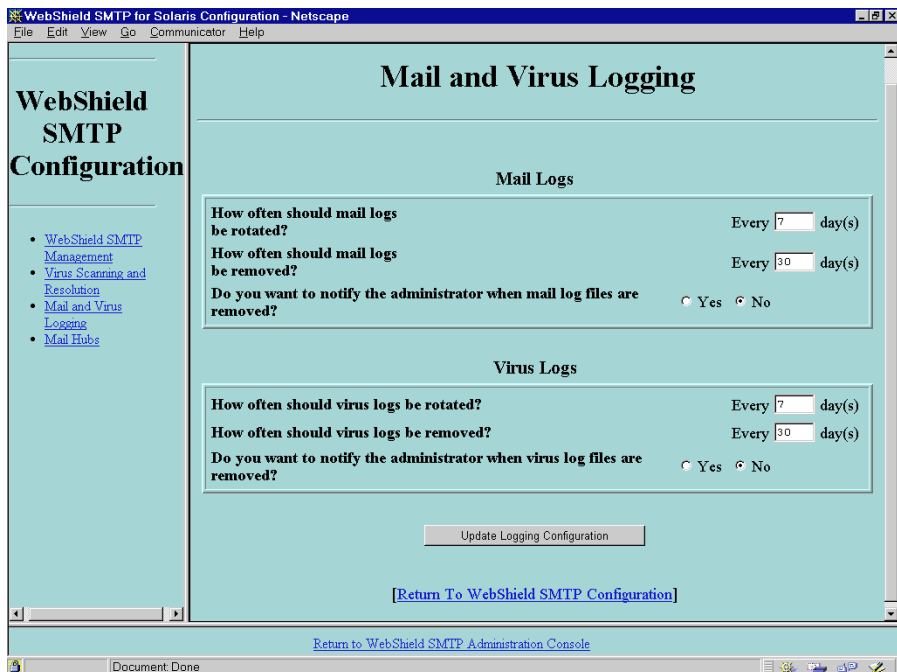 WebShield SMTP for Solaris Configuration - Netscape
File Edit View Go Communicator Help
WebShield
SMTP
Configuration
WebShield SMTP
Management
Virus Scanning and
Resolution
Mail and Virus
Logging
Mail Hubs
Mail and Virus Logging
Mail Logs
How often should mail logs
be rotated?
Every 7 day(s)
How often should mail logs
be removed?
Every 30 day(s)
Do you want to notify the administrator when mail log files are
removed?
Yes No
Virus Logs
How often should virus logs be rotated? Every 7 day(s)
How often should virus logs be removed? Every 30 day(s)
Do you want to notify the administrator when virus log files are
removed?
Yes No
Update Logging Configuration
[Return To WebShield SMTP Configuration]
Return to WebShield SMTP Administration Console
Document: Done